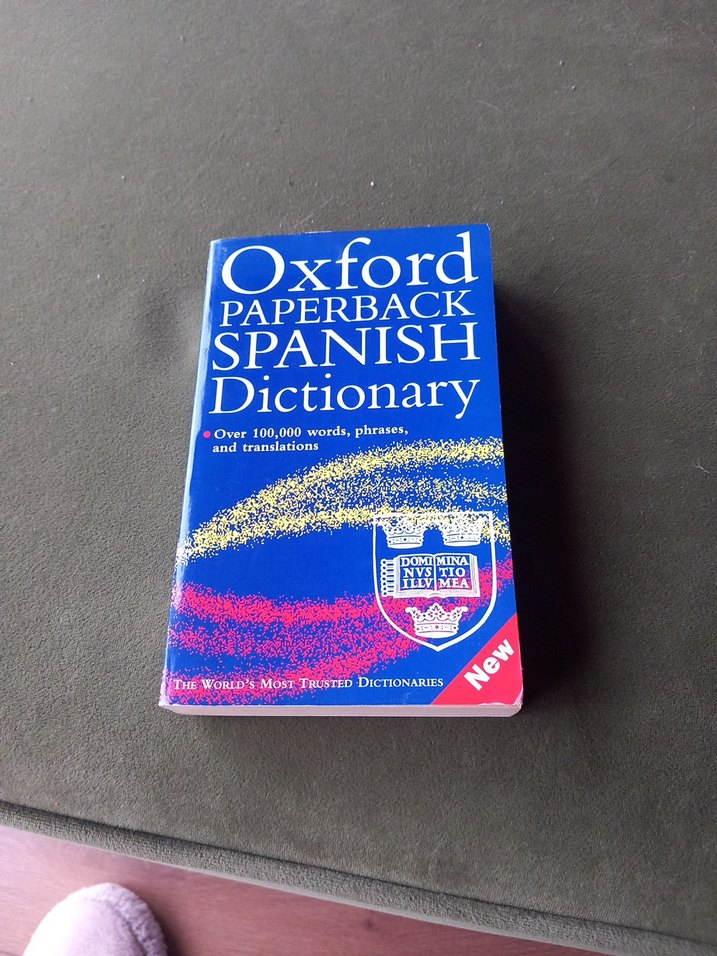 Oxford
PAPERBACK
SPANISH
Dictionary
• Over 100,000 words, phrases,
and translations
DOMI MINA
NVS TIO
ILLV MEA
New
THE WORLD'S MOST TRUSTED DICTIONARIES